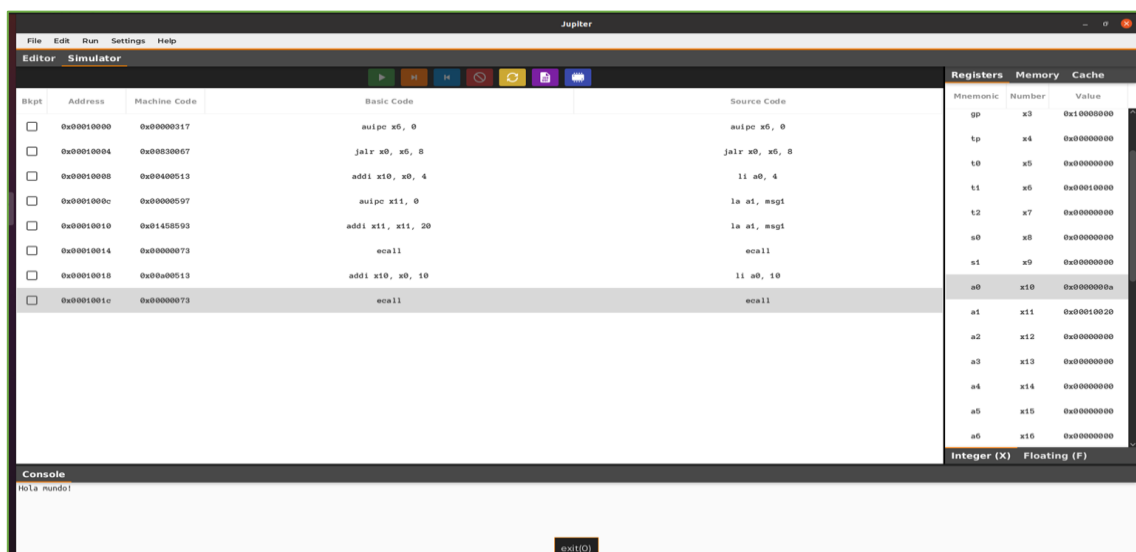 Jupiter
File Edit Run Settings Help
Editor Simulator
Registers Memory Cache
Bkpt Address Machine Code Basic Code Source Code
Mnemonic Number Value
0x00010000 0x00000317 auipc x6, 0 auipc x6, 0
0x00010004 0x00830067 jalr x0, x6, 8 jalr x0, x6, 8
0x00010008 0x00400513 addi x10, x0, 4 li a0, 4
0x0001000c 0x00000597 auipc x11, 0 la a1, msg1
0x00010010 0x01458593 addi x11, x11, 20 la a1, msg1
0x00010014 0x00000073 ecall ecall
0x00010018 0x00a00513 addi x10, x0, 10 li a0, 10
0x0001001c 0x00000073 ecall ecall
gp x3 0x10008000
tp x4 0x00000000
t0 x5 0x00000000
t1 x6 0x00010000
t2 x7 0x00000000
s0 x8 0x00000000
s1 x9 0x00000000
a0 x10 0x0000000a
a1 x11 0x00010020
a2 x12 0x00000000
a3 x13 0x00000000
a4 x14 0x00000000
a5 x15 0x00000000
a6 x16 0x00000000
Integer (X) Floating (F)
Console
Hola mundo!
exit(0)